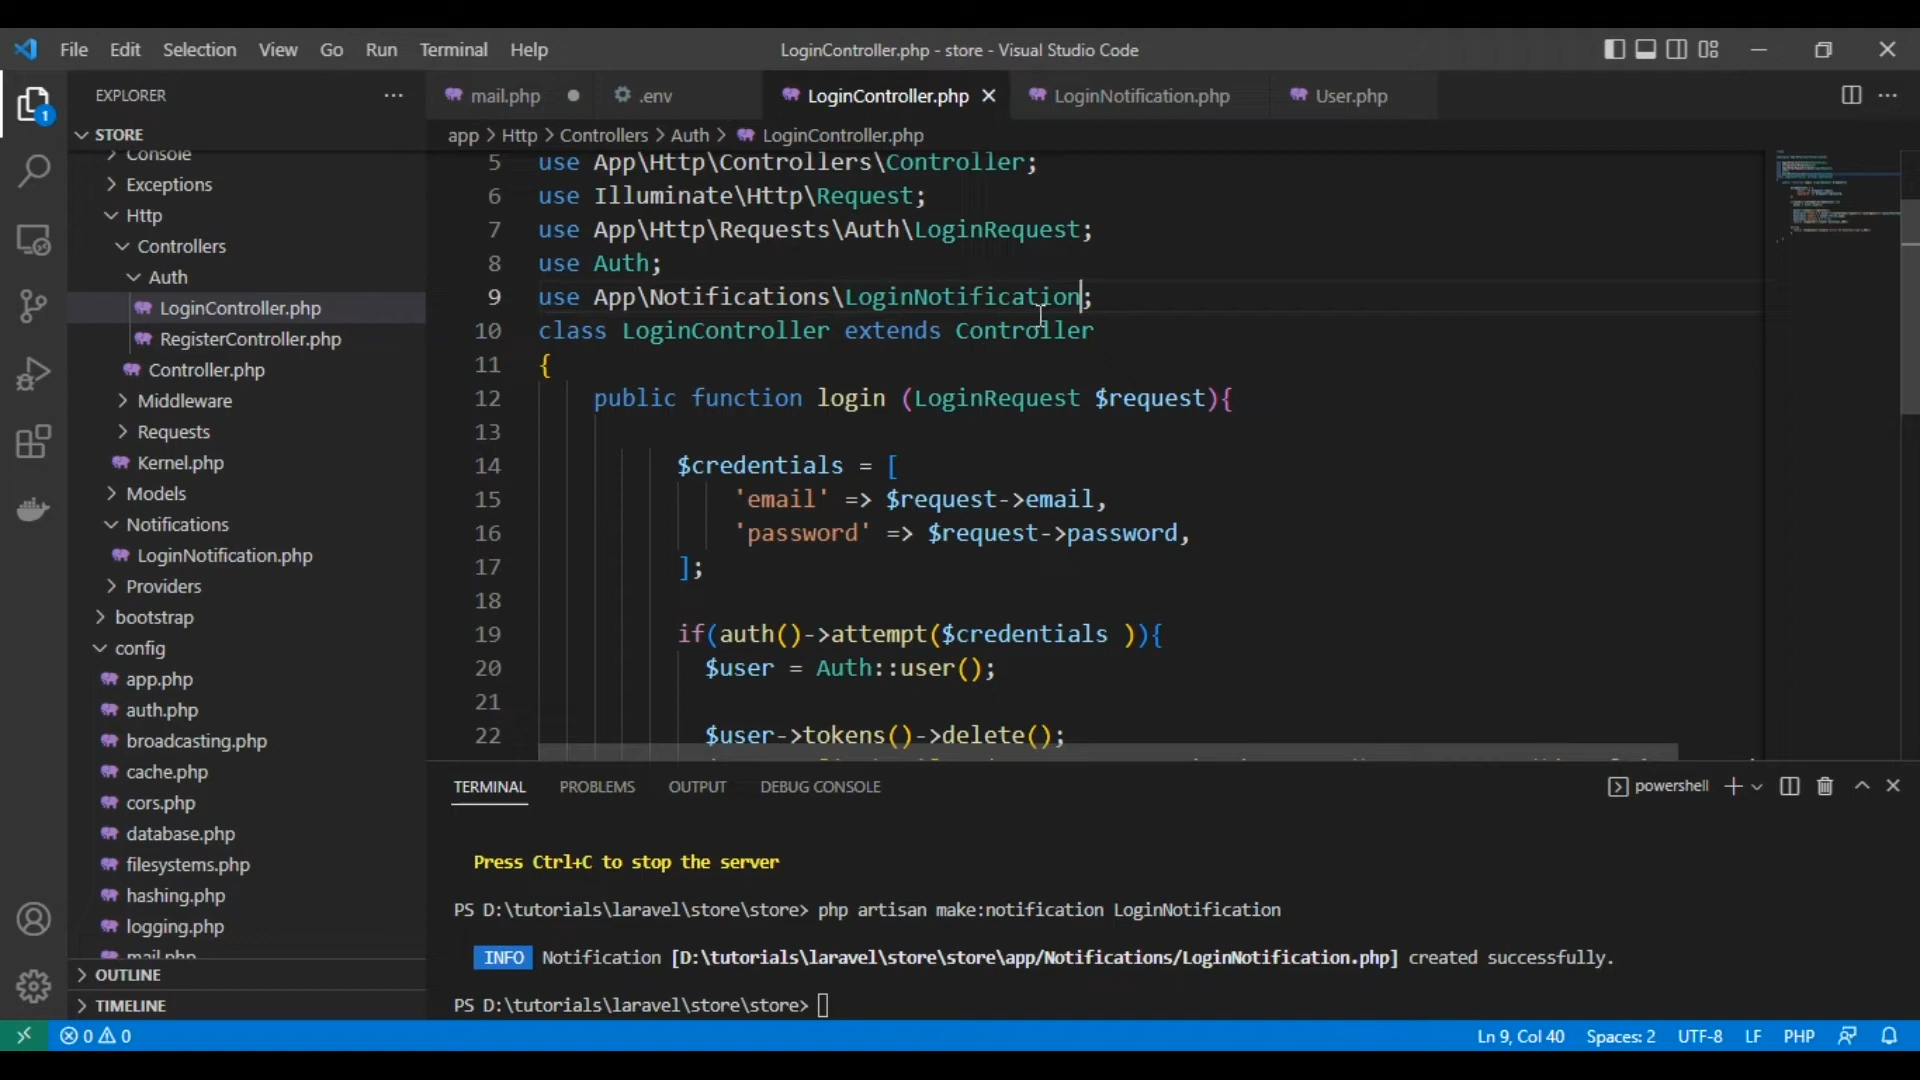 File Edit Selection View Go Run Terminal Help
LoginController.php - store - Visual Studio Code
EXPLORER
mail.php
.env
LoginController.php
LoginNotification.php
User.php
STORE
app > Http > Controllers > Auth > LoginController.php
Console
Exceptions
Http
Controllers
Auth
LoginController.php
RegisterController.php
Controller.php
Middleware
Requests
Kernel.php
Models
Notifications
LoginNotification.php
Providers
bootstrap
config
app.php
auth.php
broadcasting.php
cache.php
cors.php
database.php
filesystems.php
hashing.php
logging.php
mail.php
OUTLINE
TIMELINE
5 use App\Http\Controllers\Controller;
6 use Illuminate\Http\Request;
7 use App\Http\Requests\Auth\LoginRequest;
8 use Auth;
9 use App\Notifications\LoginNotification;
10 class LoginController extends Controller
11 {
12 public function login (LoginRequest $request){
13
14 $credentials = [
15 'email' => $request->email,
16 'password' => $request->password,
17 ];
18
19 if(auth()->attempt($credentials )){
20 $user = Auth::user();
21
22 $user->tokens()->delete();
TERMINAL PROBLEMS OUTPUT DEBUG CONSOLE
powershell
Press Ctrl+C to stop the server
PS D:\tutorials\laravel\store\store> php artisan make:notification LoginNotification
INFO Notification [D:\tutorials\laravel\store\store\app/Notifications/LoginNotification.php] created successfully.
PS D:\tutorials\laravel\store\store>
1
0 0
Ln 9, Col 40 Spaces: 2 UTF-8 LF PHP